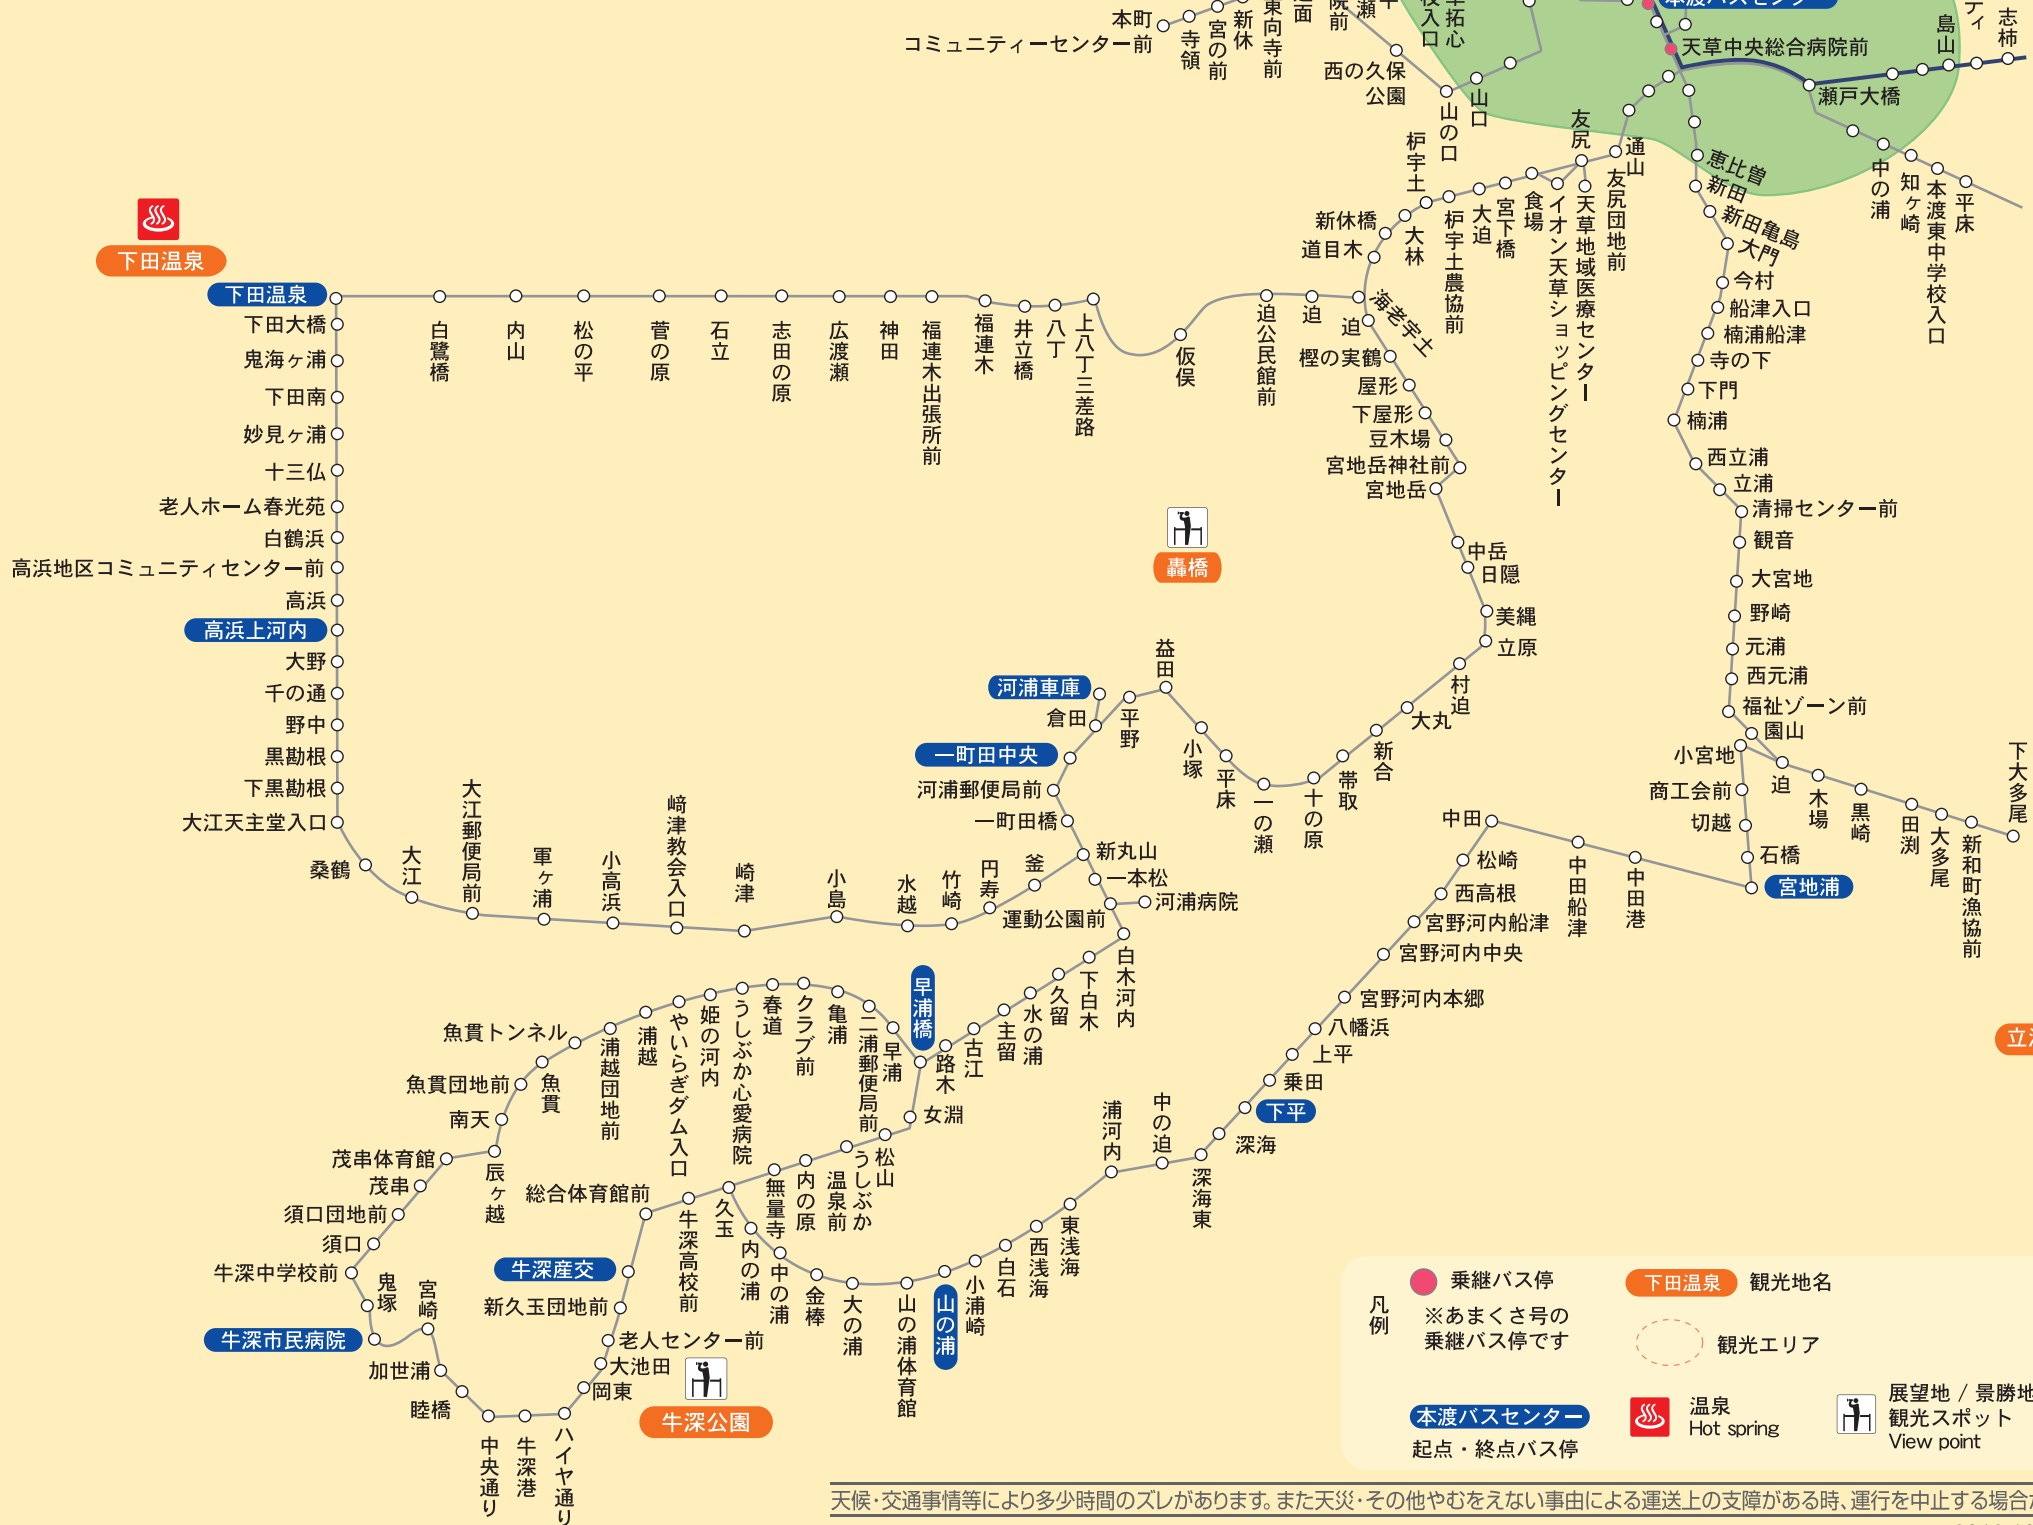 本町
コミュニティーセンター前
寺領
宮の前
新休
東向寺前
西の久保
公園
山の口
山口
天草中央総合病院前
瀬戸大橋
島山
志柿
中の浦
知ヶ崎
本渡東中学校入口
平床
友尻
通山
友尻団地前
天草地域医療センター
イオン天草ショッピングセンター
食場
宮下橋
大迫
枦宇土農協前
枦宇土
大林
新休橋
道目木
海老宇土
恵比曽
新田
新田亀島
大門
今村
船津入口
楠浦船津
寺の下
下門
楠浦
西立浦
立浦
清掃センター前
観音
大宮地
野崎
元浦
西元浦
福祉ゾーン前
園山
小宮地
迫
木場
黒崎
田渕
大多尾
新和町漁協前
下大多尾
商工会前
切越
石橋
宮地浦
下田温泉
下田温泉
白鷺橋
内山
松の平
菅の原
石立
志田の原
広渡瀬
神田
福連木出張所前
福連木
井立橋
八丁
上八丁三差路
仮俣
迫公民館前
迫
下田大橋
鬼海ヶ浦
下田南
妙見ヶ浦
十三仏
老人ホーム春光苑
白鶴浜
高浜地区コミュニティセンター前
高浜
高浜上河内
大野
千の通
野中
黒勘根
下黒勘根
大江天主堂入口
桑鶴
大江
大江郵便局前
軍ヶ浦
小高浜
﨑津教会入口
崎津
小島
水越
竹崎
円寿
釜
迫
樫の実鶴
屋形
下屋形
豆木場
宮地岳神社前
宮地岳
中岳
日隠
美縄
立原
村迫
大丸
新合
帯取
十の原
一の瀬
平床
小塚
益田
平野
轟橋
河浦車庫
倉田
一町田中央
河浦郵便局前
一町田橋
新丸山
一本松
運動公園前
河浦病院
白木河内
下白木
久留
水の浦
主留
古江
路木
早浦橋
早浦
二浦郵便局前
亀浦
クラブ前
春道
うしぶか心愛病院
姫の河内
やいらぎダム入口
浦越
浦越団地前
魚貫トンネル
魚貫
魚貫団地前
南天
辰ヶ越
茂串体育館
茂串
須口団地前
須口
牛深中学校前
鬼塚
牛深市民病院
宮崎
加世浦
睦橋
中央通り
牛深港
ハイヤ通り
岡東
大池田
老人センター前
新久玉団地前
牛深産交
総合体育館前
牛深高校前
久玉
無量寺
内の原
温泉前
うしぶか
松山
女淵
牛深公園
内の浦
中の浦
金棒
大の浦
山の浦体育館
山の浦
小浦崎
白石
西浅海
東浅海
浦河内
中の迫
深海東
深海
下平
乗田
上平
八幡浜
宮野河内本郷
宮野河内中央
宮野河内船津
西高根
松崎
中田
中田船津
中田港
凡例
乗継バス停
※あまくさ号の
乗継バス停です
下田温泉 観光地名
観光エリア
本渡バスセンター
起点・終点バス停
温泉
Hot spring
展望地 / 景勝地
観光スポット
View point
天候・交通事情等により多少時間のズレがあります。また天災・その他やむをえない事由による運送上の支障がある時、運行を中止する場合